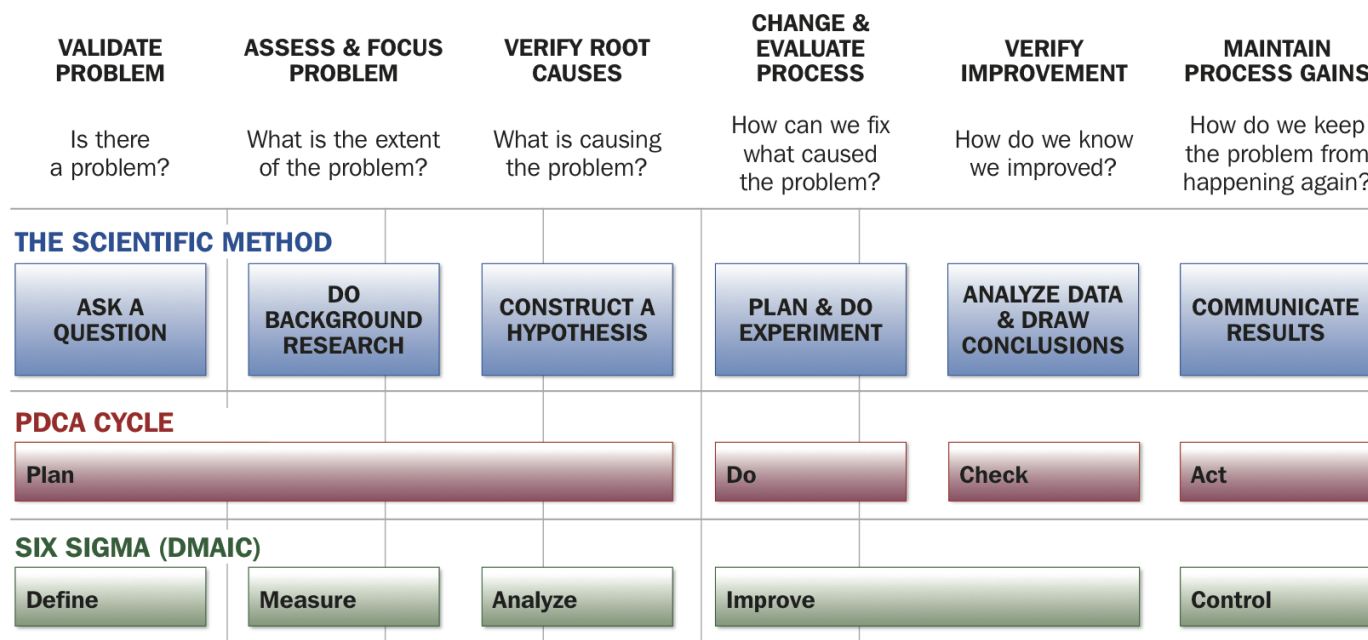 VALIDATE
PROBLEM
ASSESS & FOCUS
PROBLEM
VERIFY ROOT
CAUSES
CHANGE &
EVALUATE
PROCESS
VERIFY
IMPROVEMENT
MAINTAIN
PROCESS GAINS
Is there
a problem?
What is the extent
of the problem?
What is causing
the problem?
How can we fix
what caused
the problem?
How do we know
we improved?
How do we keep
the problem from
happening again?
THE SCIENTIFIC METHOD
ASK A
QUESTION
DO
BACKGROUND
RESEARCH
CONSTRUCT A
HYPOTHESIS
PLAN & DO
EXPERIMENT
ANALYZE DATA
& DRAW
CONCLUSIONS
COMMUNICATE
RESULTS
PDCA CYCLE
Plan
Do
Check
Act
SIX SIGMA (DMAIC)
Define
Measure
Analyze
Improve
Control